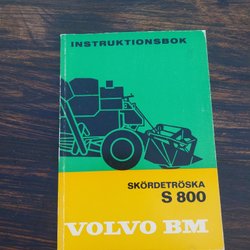 INSTRUKTIONSBOK
SKÖRDETRÖSKA
S 800
VOLVO BM